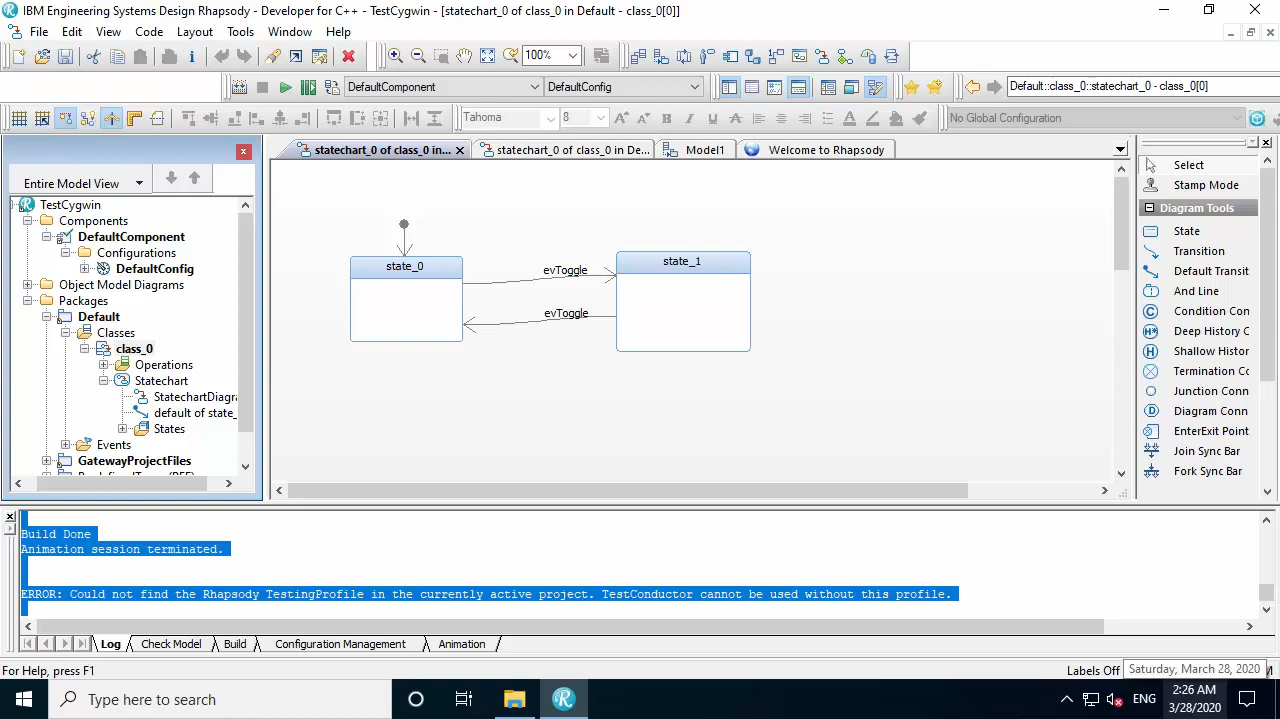 IBM Engineering Systems Design Rhapsody - Developer for C++ - TestCygwin - [statechart_0 of class_0 in Default - class_0[0]]
File Edit View Code Layout Tools Window Help
100%
DefaultComponent DefaultConfig Default::class_0::statechart_0 - class_0[0]
Tahoma 8 B I U A A No Global Configuration
statechart_0 of class_0 in... statechart_0 of class_0 in De... Model1 Welcome to Rhapsody
Entire Model View
TestCygwin
Components
DefaultComponent
Configurations
DefaultConfig
Object Model Diagrams
Packages
Default
Classes
class_0
Operations
Statechart
StatechartDiagra
default of state_
States
Events
GatewayProjectFiles
state_0
state_1
evToggle
evToggle
Select
Stamp Mode
Diagram Tools
State
Transition
Default Transit
And Line
Condition Con
Deep History C
Shallow Histor
Termination Co
Junction Conn
Diagram Conn
EnterExit Point
Join Sync Bar
Fork Sync Bar
Build Done
Animation session terminated.
ERROR: Could not find the Rhapsody TestingProfile in the currently active project. TestConductor cannot be used without this profile.
Log Check Model Build Configuration Management Animation
For Help, press F1 Labels Off Saturday, March 28, 2020
Type here to search ENG 2:26 AM
3/28/2020